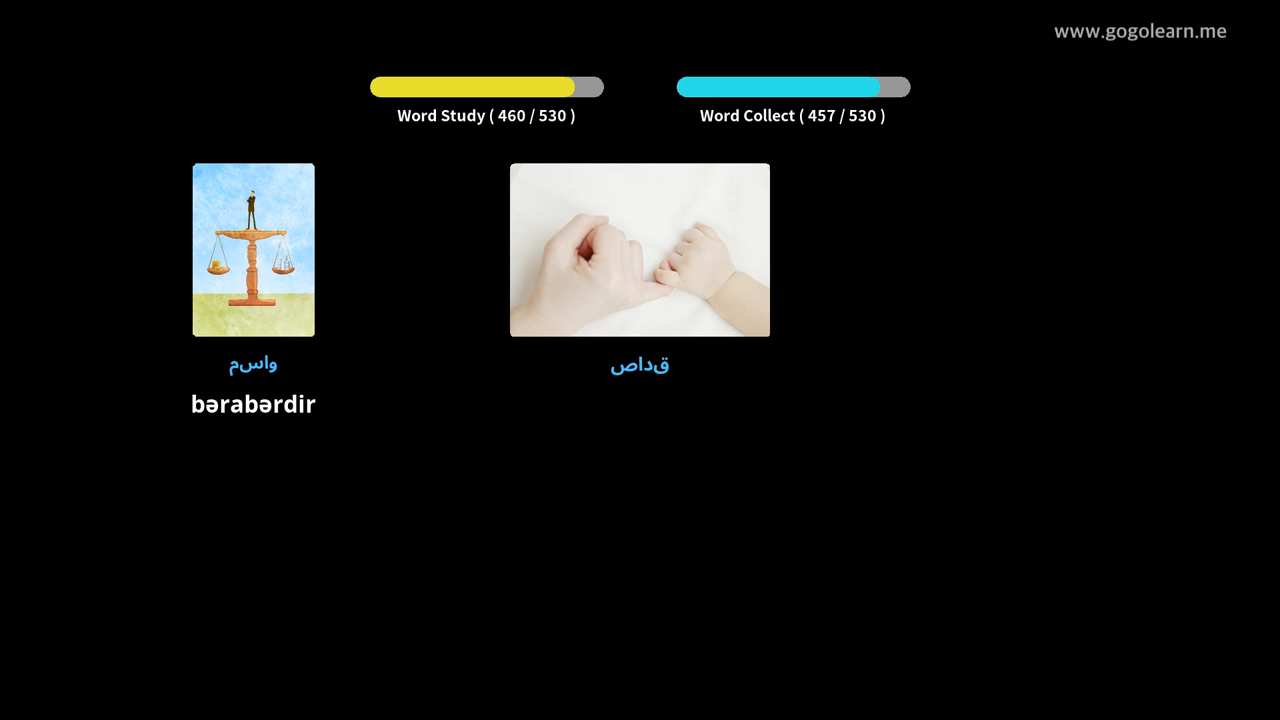 www.gogolearn.me
Word Study ( 460 / 530 )
Word Collect ( 457 / 530 )
واسم
قداص
bərabərdir